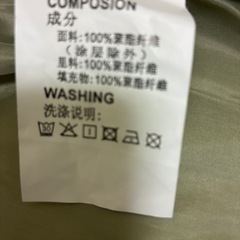 COMPOSION
成分
面料:100%聚酯纤维
(涂层除外)
里料:100%聚酯纤维
填充物:100%聚酯纤维
WASHING
洗涤说明: